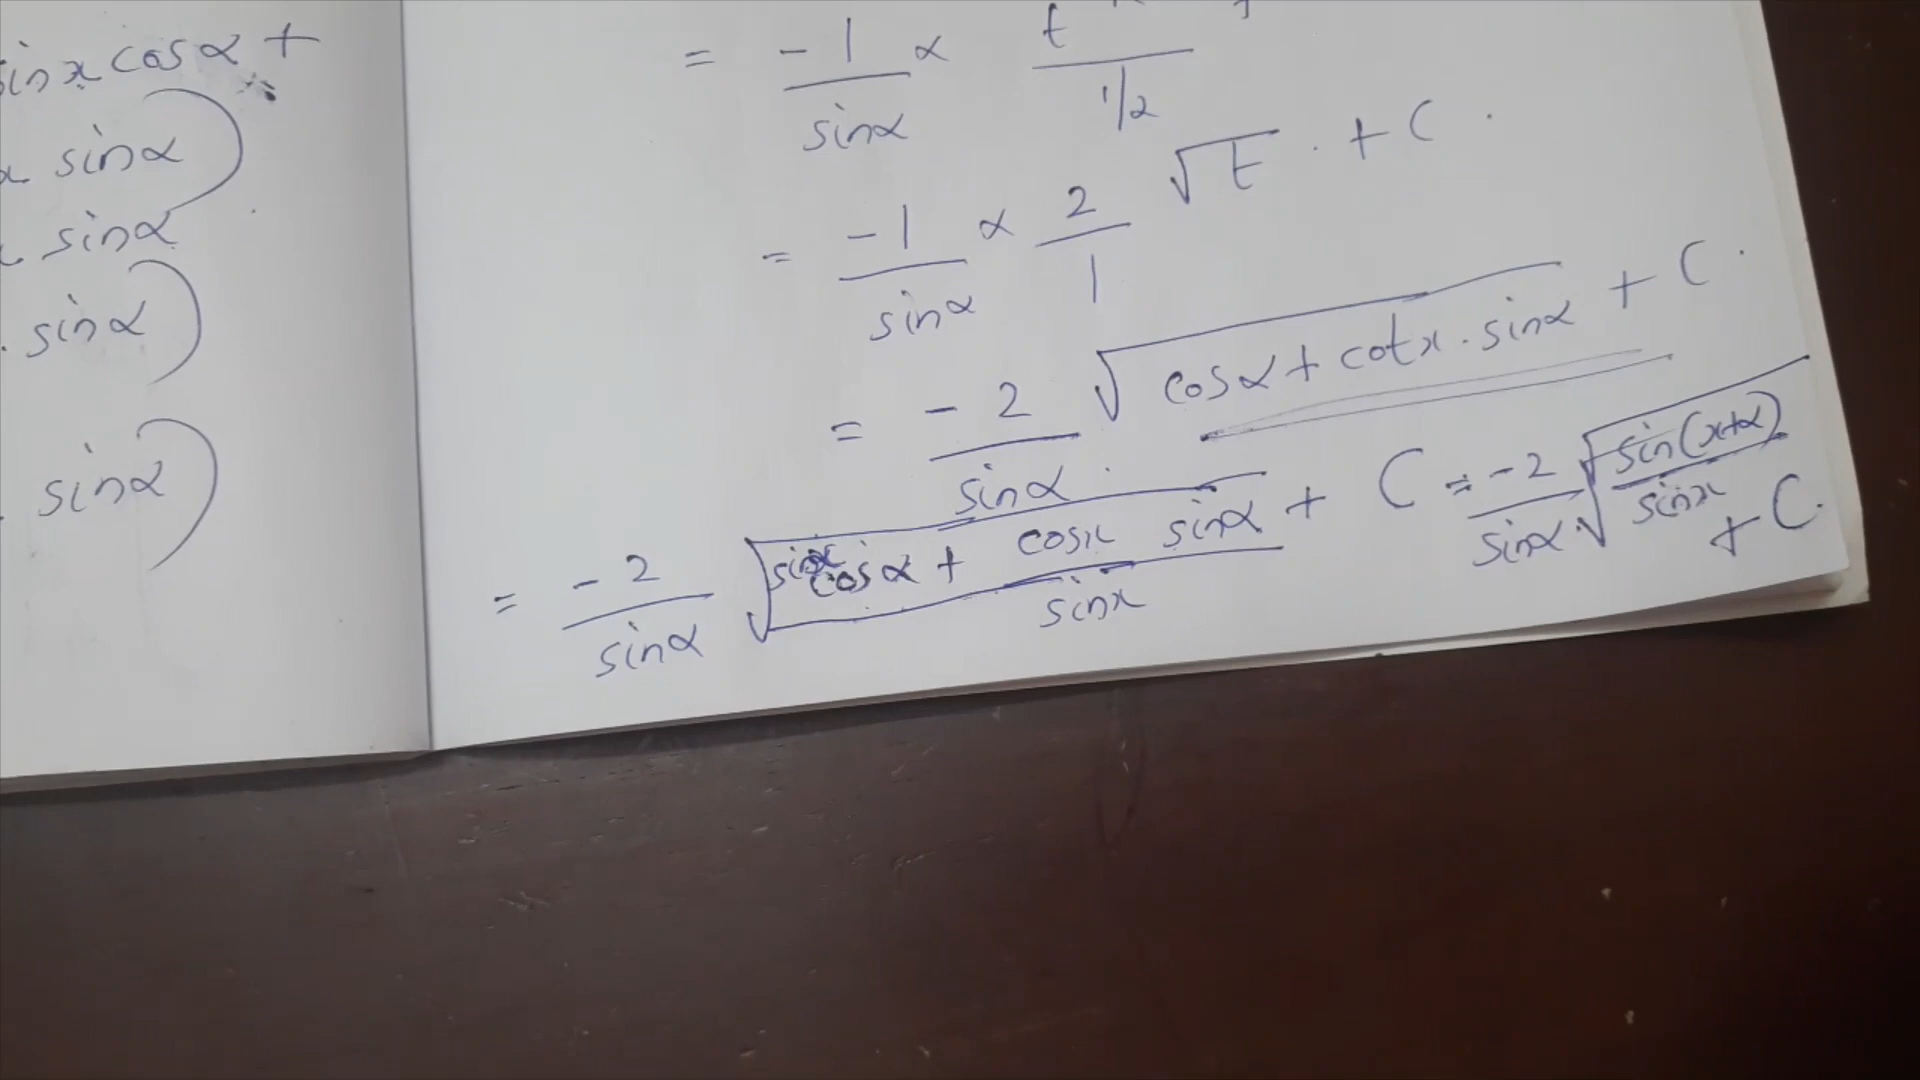 sinx cosα +
sinα)
sinα
. sinα)
sinα)
= -1/sinα × t/(1/2)
= -1/sinα × 2/1 √t + C.
= -2/sinα √(cosα + cotx . sinα) + C.
= -2/sinα √((sinx cosα + cosx sinα)/sinx) + C = -2/sinα √(sin(x+α)/sinx) + C.